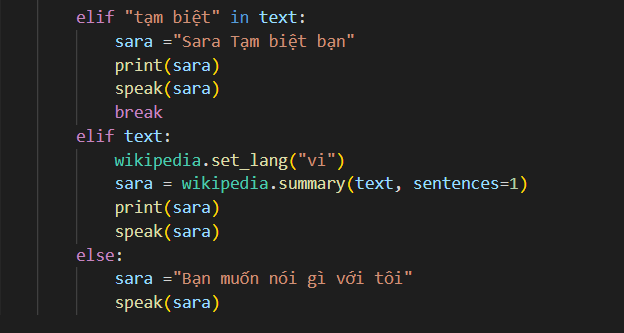 elif "tạm biệt" in text:
    sara ="Sara Tạm biệt bạn"
    print(sara)
    speak(sara)
    break
elif text:
    wikipedia.set_lang("vi")
    sara = wikipedia.summary(text, sentences=1)
    print(sara)
    speak(sara)
else:
    sara ="Bạn muốn nói gì với tôi"
    speak(sara)